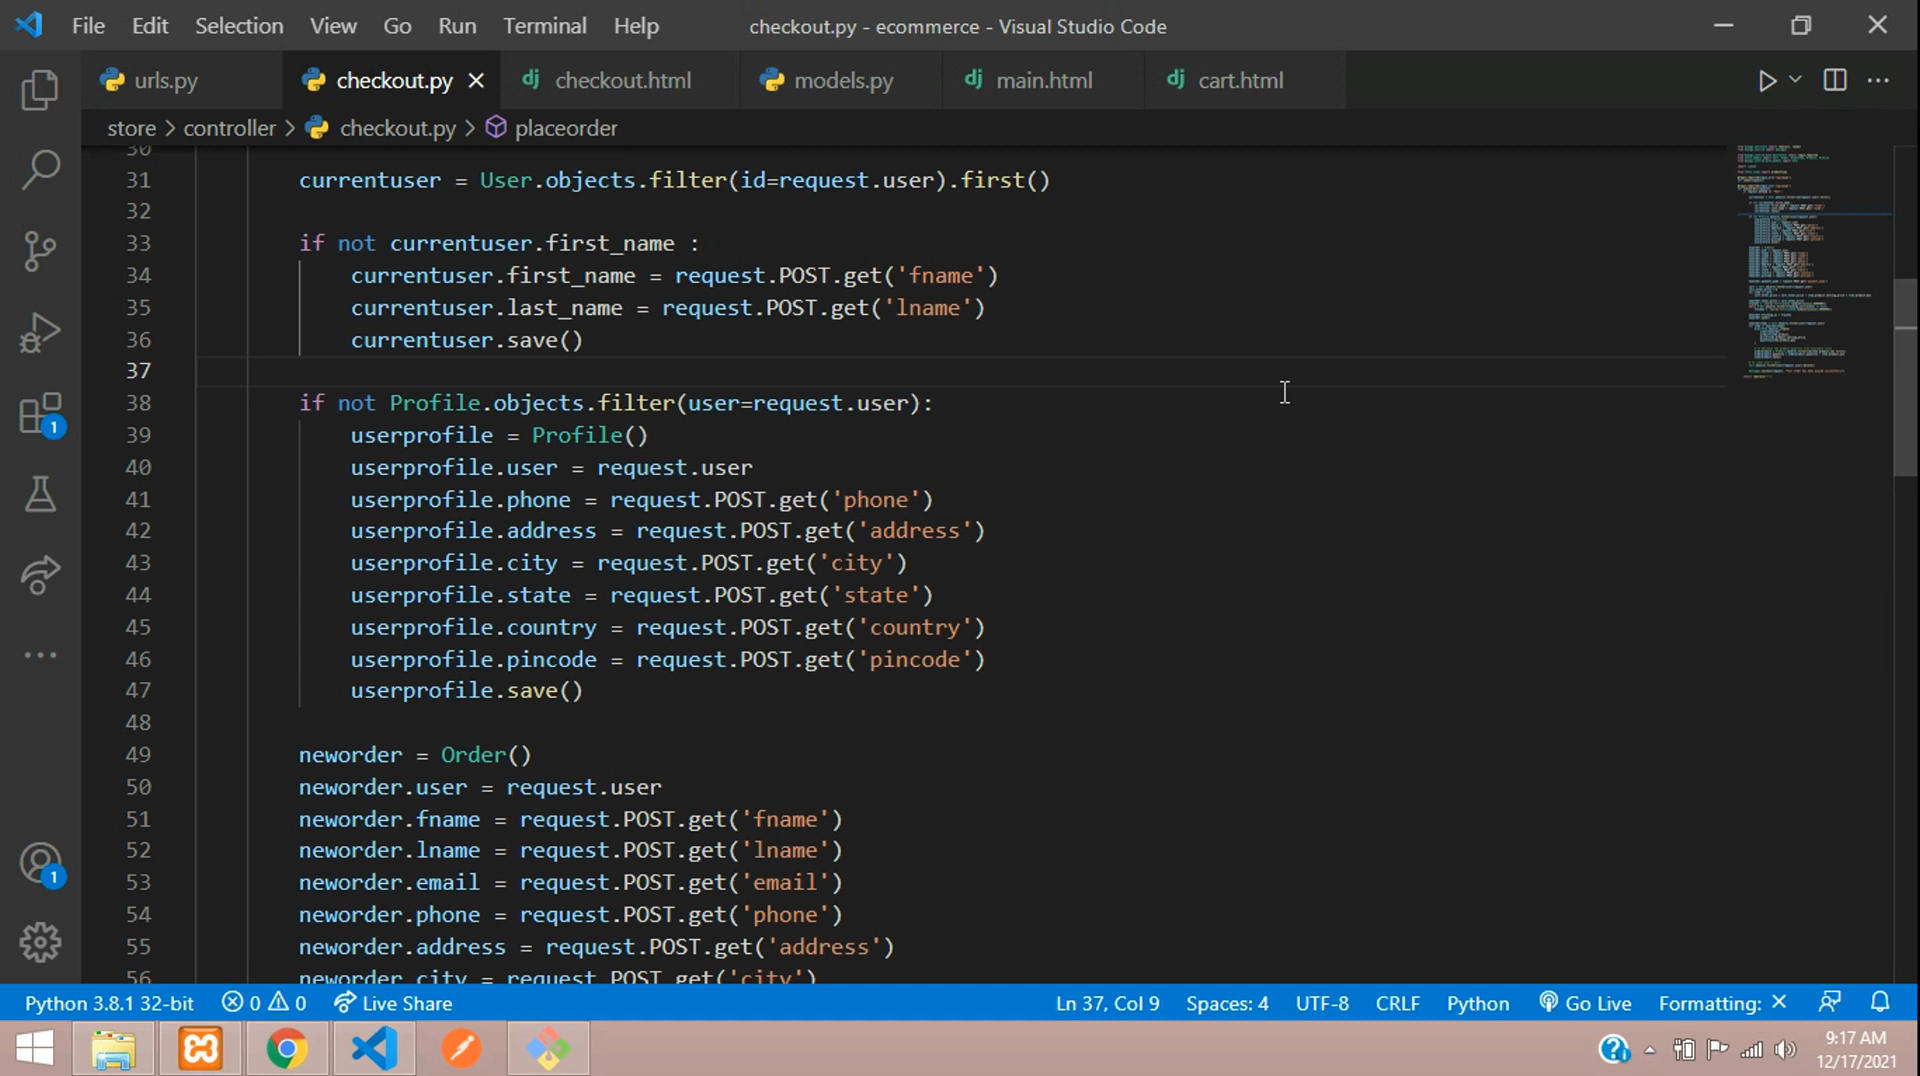 File Edit Selection View Go Run Terminal Help checkout.py - ecommerce - Visual Studio Code
urls.py checkout.py checkout.html models.py main.html cart.html
store > controller > checkout.py > placeorder
30
31 currentuser = User.objects.filter(id=request.user).first()
32
33 if not currentuser.first_name :
34 currentuser.first_name = request.POST.get('fname')
35 currentuser.last_name = request.POST.get('lname')
36 currentuser.save()
37
38 if not Profile.objects.filter(user=request.user):
39 userprofile = Profile()
40 userprofile.user = request.user
41 userprofile.phone = request.POST.get('phone')
42 userprofile.address = request.POST.get('address')
43 userprofile.city = request.POST.get('city')
44 userprofile.state = request.POST.get('state')
45 userprofile.country = request.POST.get('country')
46 userprofile.pincode = request.POST.get('pincode')
47 userprofile.save()
48
49 neworder = Order()
50 neworder.user = request.user
51 neworder.fname = request.POST.get('fname')
52 neworder.lname = request.POST.get('lname')
53 neworder.email = request.POST.get('email')
54 neworder.phone = request.POST.get('phone')
55 neworder.address = request.POST.get('address')
56 neworder.city = request.POST.get('city')
1
1
Python 3.8.1 32-bit 0 0 Live Share Ln 37, Col 9 Spaces: 4 UTF-8 CRLF Python Go Live Formatting: ×
9:17 AM
12/17/2021